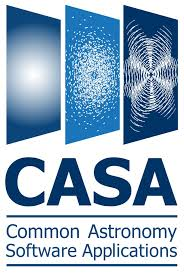 CASA
Common Astronomy
Software Applications